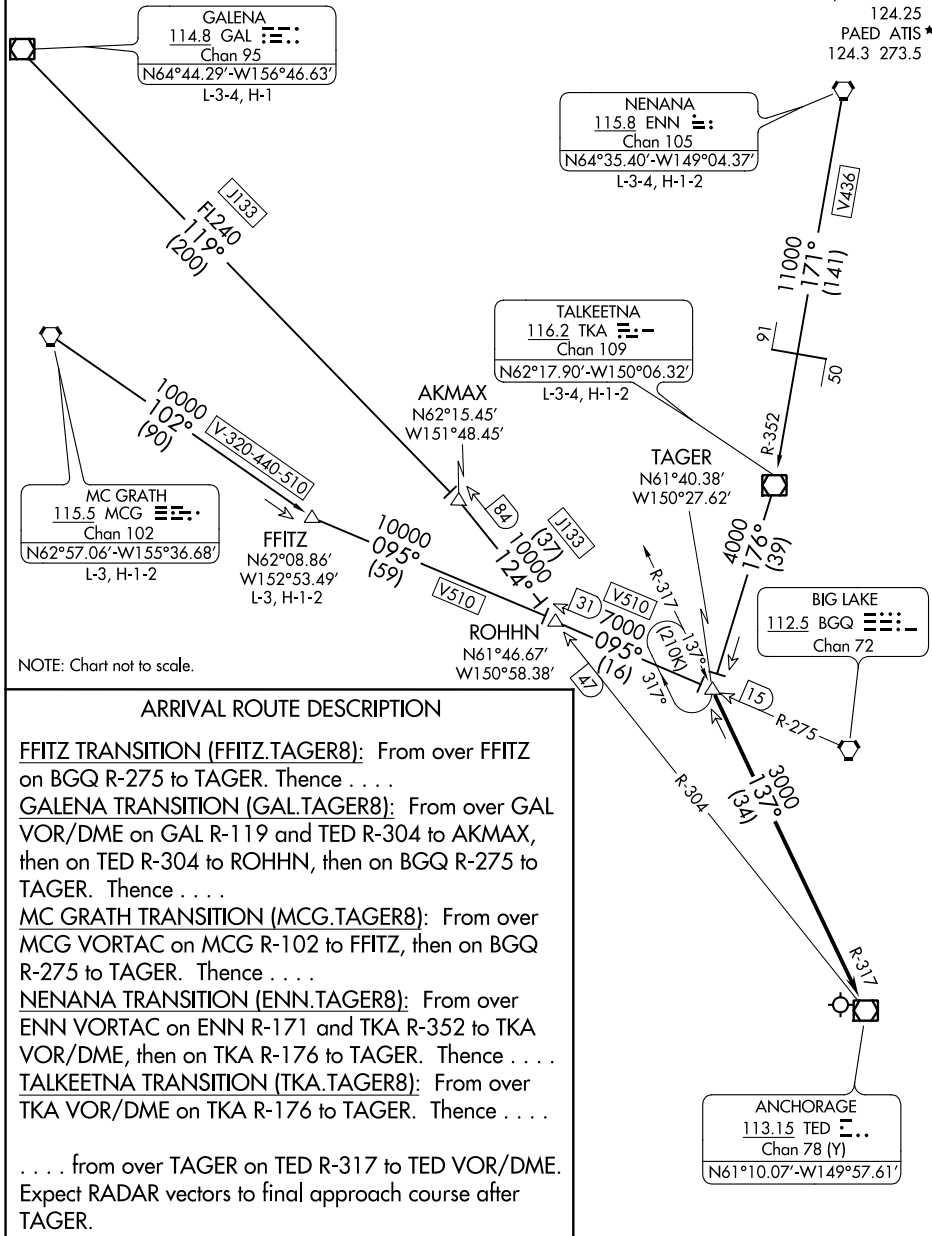 124.25
PAED ATIS
124.3 273.5
GALENA
114.8 GAL
Chan 95
N64°44.29'-W156°46.63'
L-3-4, H-1
NENANA
115.8 ENN
Chan 105
N64°35.40'-W149°04.37'
L-3-4, H-1-2
J133
FL240
119°
(200)
V436
11000
171°
(141)
91
50
R-352
TALKEETNA
116.2 TKA
Chan 109
N62°17.90'-W150°06.32'
L-3-4, H-1-2
10000
102°
(90)
V-320-440-510
AKMAX
N62°15.45'
W151°48.45'
TAGER
N61°40.38'
W150°27.62'
MC GRATH
115.5 MCG
Chan 102
N62°57.06'-W155°36.68'
L-3, H-1-2
FFITZ
N62°08.86'
W152°53.49'
L-3, H-1-2
10000
095°
(59)
V510
84
J133
(37)
10000
124°
4000
176°
(39)
R-317
BIG LAKE
112.5 BGQ
Chan 72
ROHHN
N61°46.67'
W150°58.38'
31
V510
7000
095°
(16)
(210K)
137°
317°
47
15
R-275
R-304
3000
137°
(34)
R-317
NOTE: Chart not to scale.
ARRIVAL ROUTE DESCRIPTION
FFITZ TRANSITION (FFITZ.TAGER8): From over FFITZ
on BGQ R-275 to TAGER. Thence . . . .
GALENA TRANSITION (GAL.TAGER8): From over GAL
VOR/DME on GAL R-119 and TED R-304 to AKMAX,
then on TED R-304 to ROHHN, then on BGQ R-275 to
TAGER. Thence . . . .
MC GRATH TRANSITION (MCG.TAGER8): From over
MCG VORTAC on MCG R-102 to FFITZ, then on BGQ
R-275 to TAGER. Thence . . . .
NENANA TRANSITION (ENN.TAGER8): From over
ENN VORTAC on ENN R-171 and TKA R-352 to TKA
VOR/DME, then on TKA R-176 to TAGER. Thence . . . .
TALKEETNA TRANSITION (TKA.TAGER8): From over
TKA VOR/DME on TKA R-176 to TAGER. Thence . . . .
. . . . from over TAGER on TED R-317 to TED VOR/DME.
Expect RADAR vectors to final approach course after
TAGER.
ANCHORAGE
113.15 TED
Chan 78 (Y)
N61°10.07'-W149°57.61'